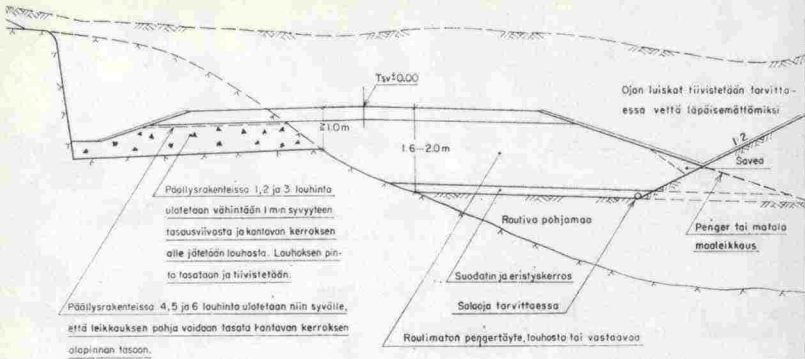 Tsv±0.00
Ojan luiskat tiivistetään tarvitta-
essa vettä läpäisemättömiksi
≥1.0m
1.6-2.0m
1:2
Savea
Päällysrakenteissa 1,2 ja 3 louhinta
ulotetaan vähintään 1 m:n syvyyteen
tasausviivasta ja kantavan kerroksen
alle jätetään louhosta. Louhoksen pin-
ta tasataan ja tiivistetään.
Routiva pohjamaa
Penger tai matala
maaleikkaus
Suodatin ja eristyskerros
Salaoja tarvittaessa
Päällysrakenteissa 4,5 ja 6 louhinta ulotetaan niin syvälle,
että leikkauksen pohja voidaan tasata kantavan kerroksen
alapinnan tasoon.
Routimaton pengertäyte, louhosta tai vastaavaa